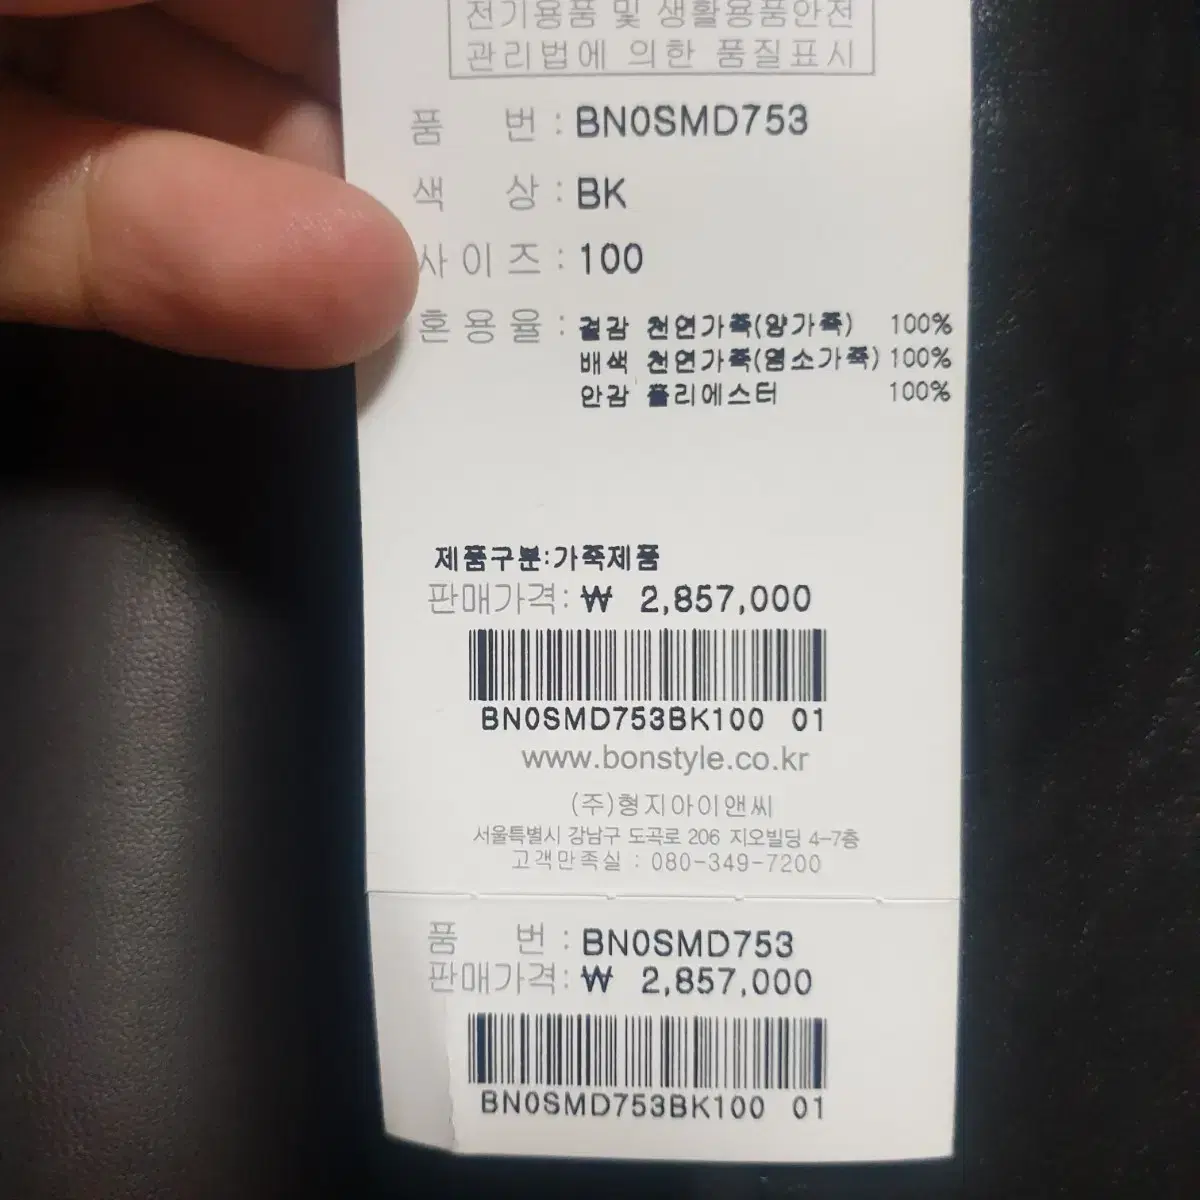 전기용품 및 생활용품안전
관리법에 의한 품질표시
품 번 : BN0SMD753
색 상 : BK
사 이 즈 : 100
혼 용 율 : 겉감 천연가죽(양가죽) 100%
배색 천연가죽(염소가죽) 100%
안감 폴리에스터 100%
제품구분:가죽제품
판매가격: ₩ 2,857,000
BN0SMD753BK100 01
www.bonstyle.co.kr
(주)형지아이앤씨
서울특별시 강남구 도곡로 206 지오빌딩 4-7층
고객만족실 : 080-349-7200
품 번 : BN0SMD753
판매가격: ₩ 2,857,000
BN0SMD753BK100 01